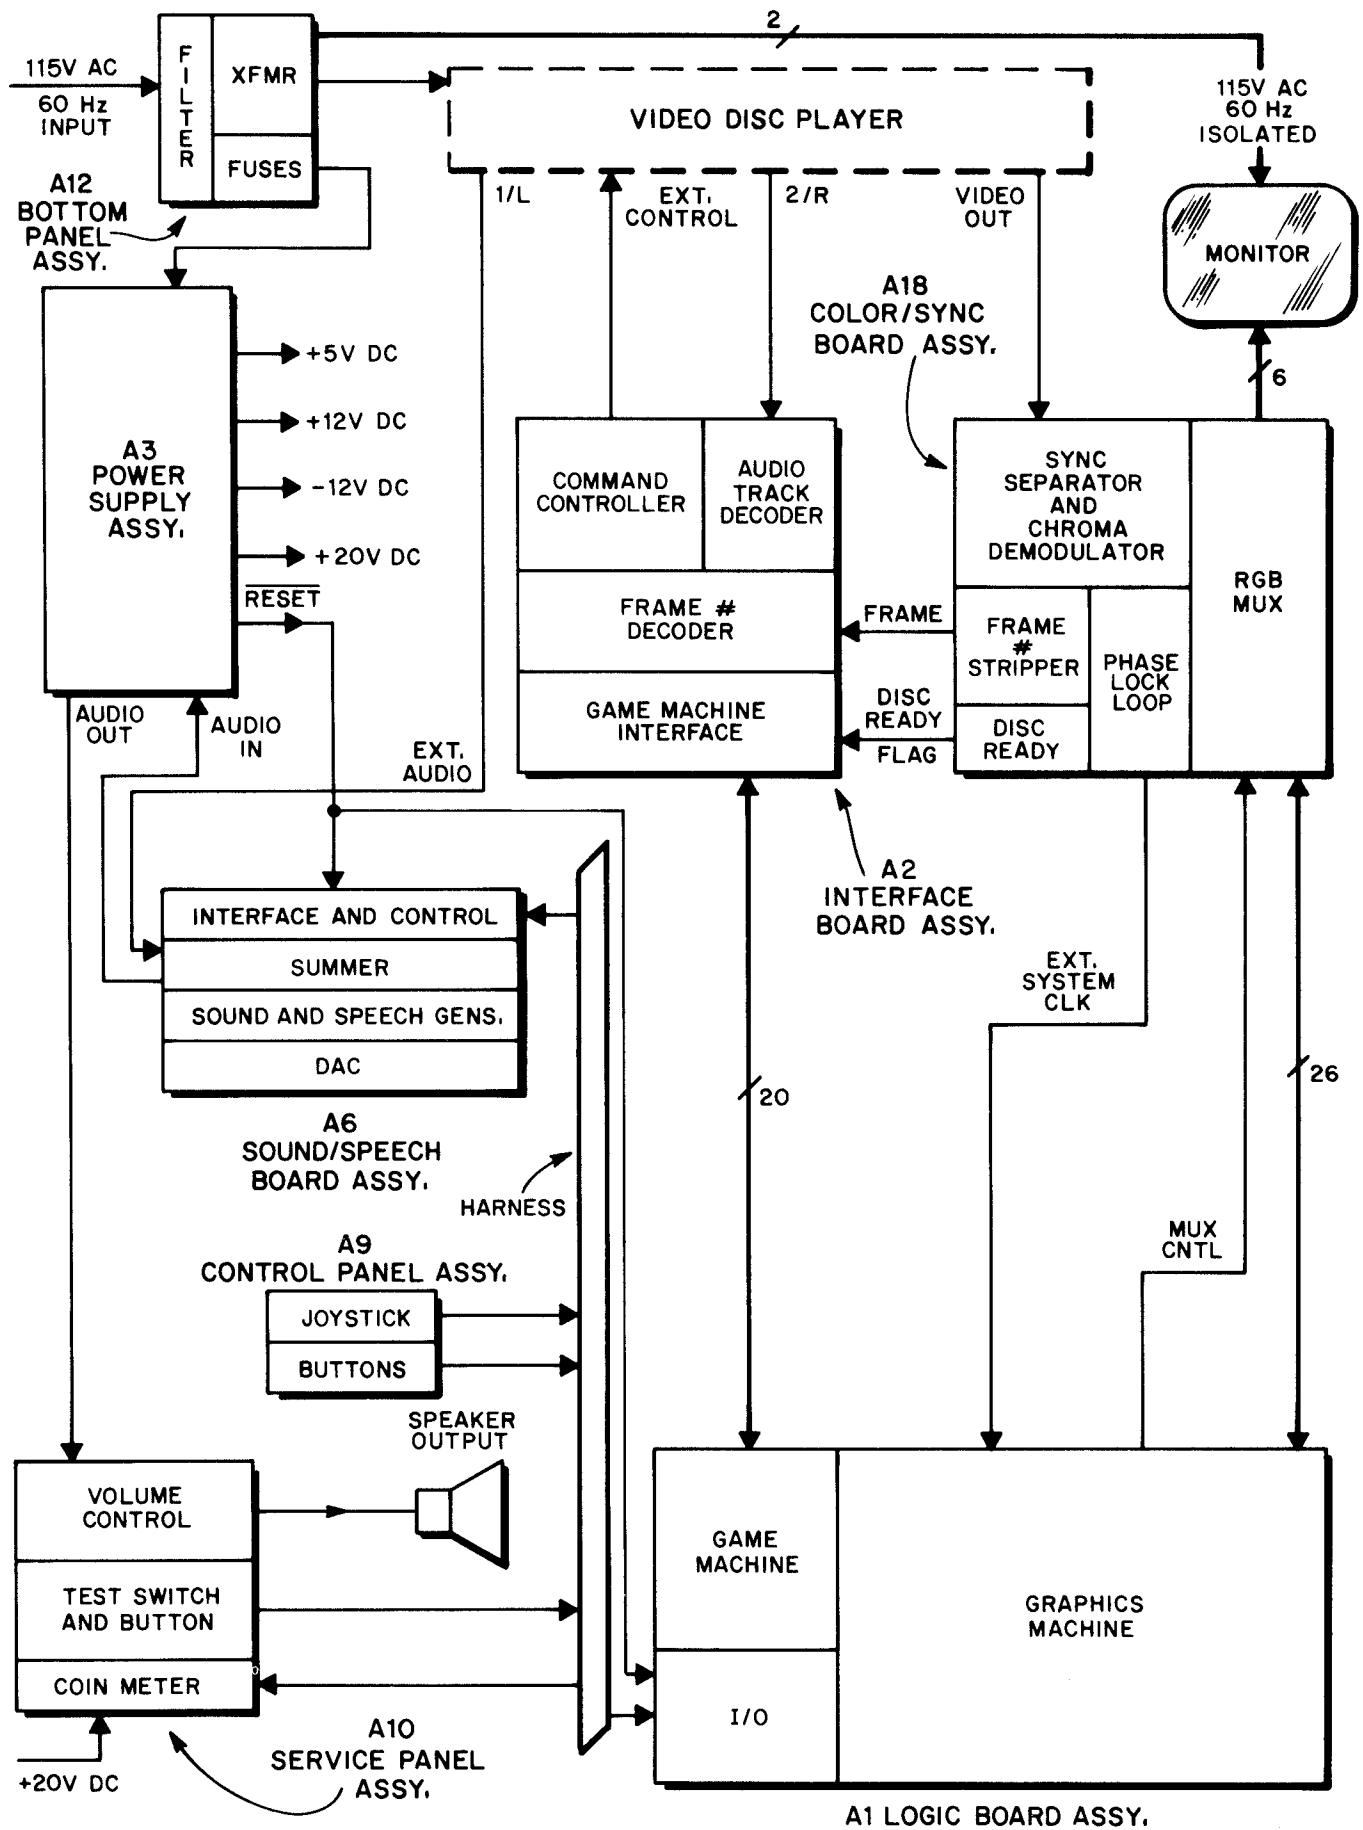 2
FILTER
XFMR
FUSES
115V AC
60 Hz
INPUT
A12
BOTTOM
PANEL
ASSY.
VIDEO DISC PLAYER
115V AC
60 Hz
ISOLATED
MONITOR
6
1/L
EXT.
CONTROL
2/R
VIDEO
OUT
A18
COLOR/SYNC
BOARD ASSY.
A3
POWER
SUPPLY
ASSY.
+5V DC
+12V DC
-12V DC
+20V DC
RESET
AUDIO
OUT
AUDIO
IN
EXT.
AUDIO
COMMAND
CONTROLLER
AUDIO
TRACK
DECODER
FRAME #
DECODER
GAME MACHINE
INTERFACE
FRAME
DISC
READY
FLAG
SYNC
SEPARATOR
AND
CHROMA
DEMODULATOR
RGB
MUX
FRAME
#
STRIPPER
PHASE
LOCK
LOOP
DISC
READY
A2
INTERFACE
BOARD ASSY.
INTERFACE AND CONTROL
SUMMER
SOUND AND SPEECH GENS.
DAC
A6
SOUND/SPEECH
BOARD ASSY.
HARNESS
EXT.
SYSTEM
CLK
20
26
MUX
CNTL
A9
CONTROL PANEL ASSY.
JOYSTICK
BUTTONS
SPEAKER
OUTPUT
VOLUME
CONTROL
TEST SWITCH
AND BUTTON
COIN METER
+20V DC
A10
SERVICE PANEL
ASSY.
GAME
MACHINE
I/O
GRAPHICS
MACHINE
A1 LOGIC BOARD ASSY.